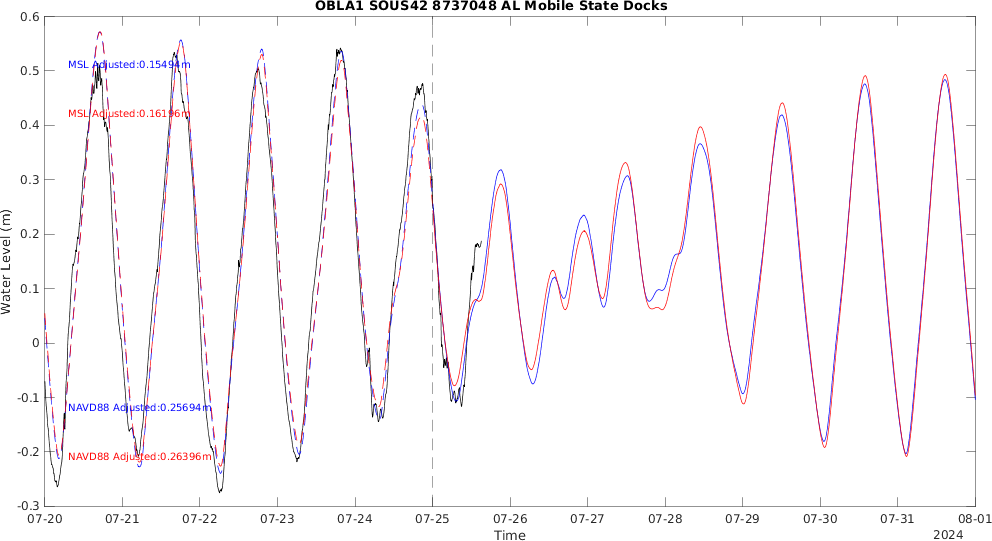 OBLA1 SOUS42 8737048 AL Mobile State Docks
0.6
0.5
0.4
0.3
0.2
0.1
0
-0.1
-0.2
-0.3
Water Level (m)
MSL Adjusted:0.15494m
MSL Adjusted:0.16196m
NAVD88 Adjusted:0.25694m
NAVD88 Adjusted:0.26396m
07-20 07-21 07-22 07-23 07-24 07-25 07-26 07-27 07-28 07-29 07-30 07-31 08-01
Time
2024